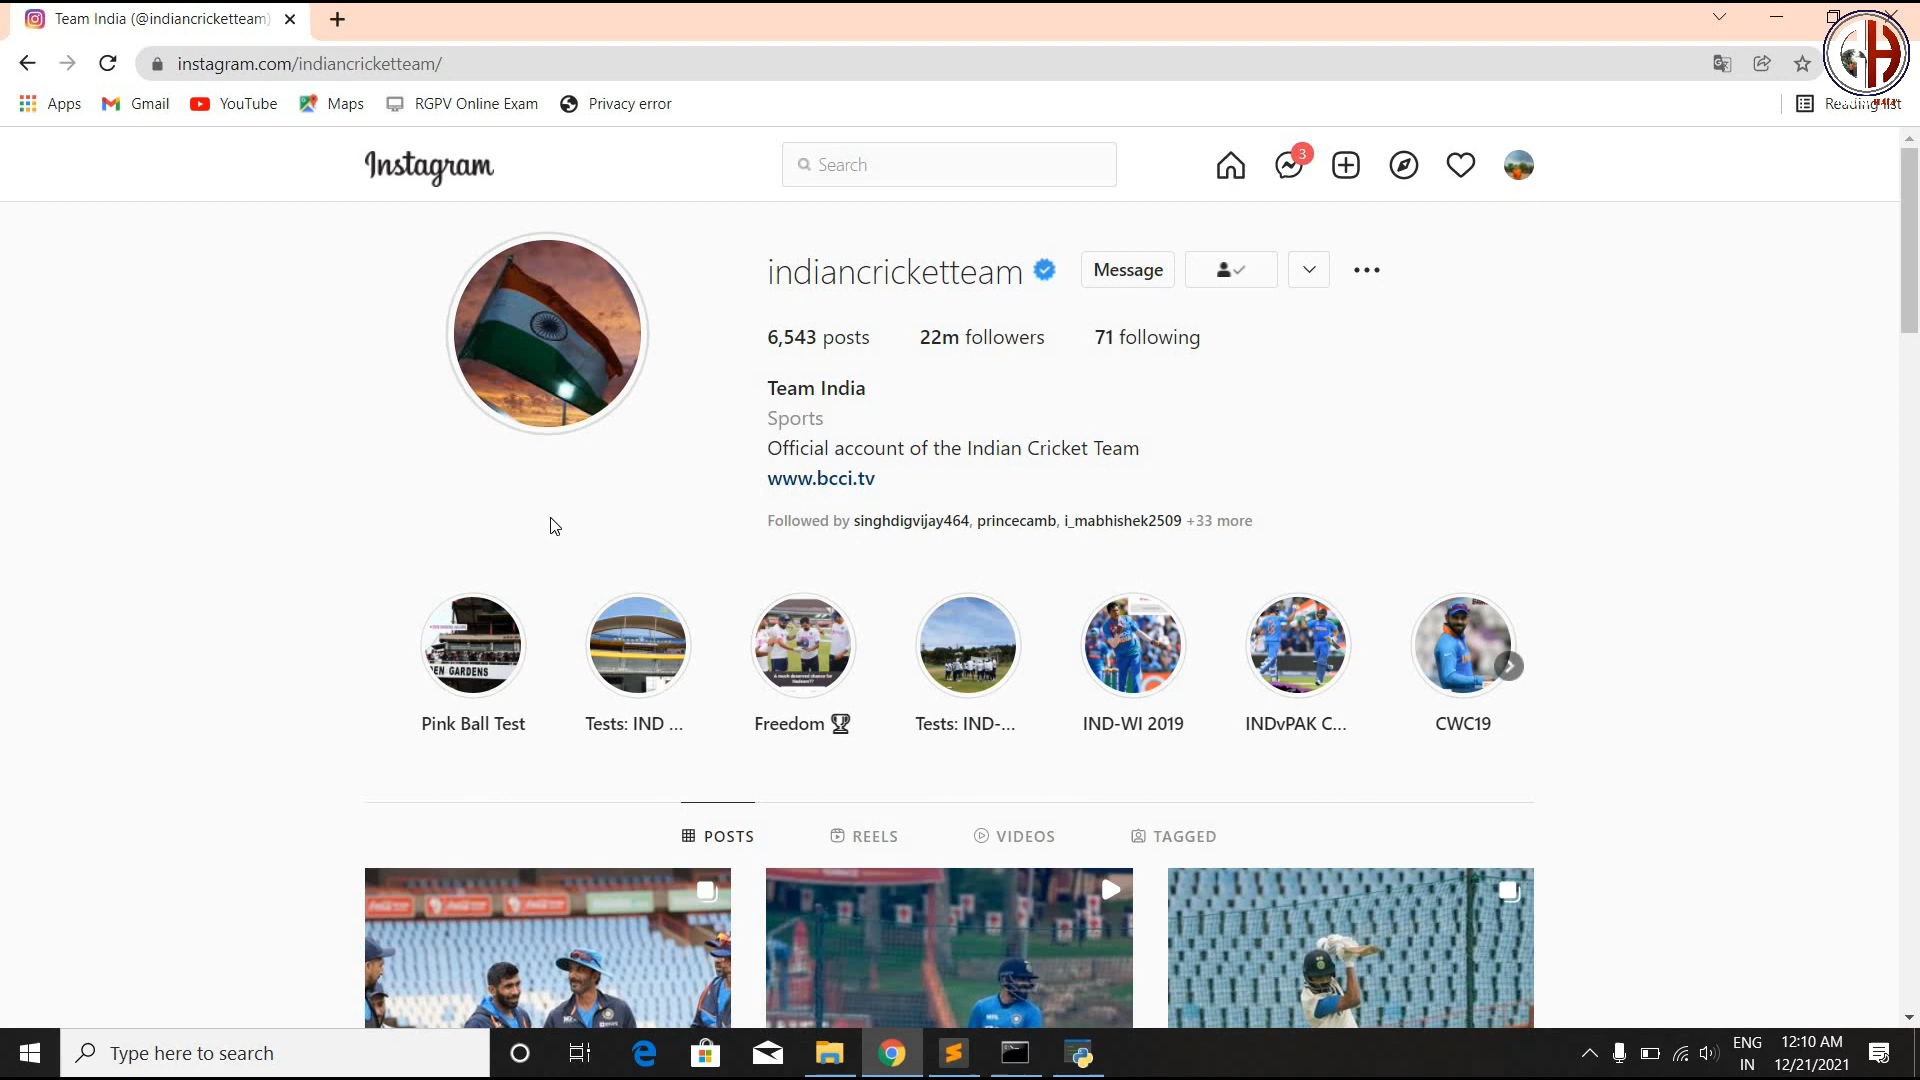 Team India (@indiancricketteam)
instagram.com/indiancricketteam/
Apps
Gmail
YouTube
Maps
RGPV Online Exam
Privacy error
Reading list
Instagram
Search
3
indiancricketteam
Message
6,543 posts
22m followers
71 following
Team India
Sports
Official account of the Indian Cricket Team
www.bcci.tv
Followed by singhdigvijay464, princecamb, i_mabhishek2509 +33 more
EN GARDENS
Pink Ball Test
Tests: IND ...
Freedom 🏆
Tests: IND-...
IND-WI 2019
INDvPAK C...
CWC19
POSTS
REELS
VIDEOS
TAGGED
Type here to search
ENG
IN
12:10 AM
12/21/2021